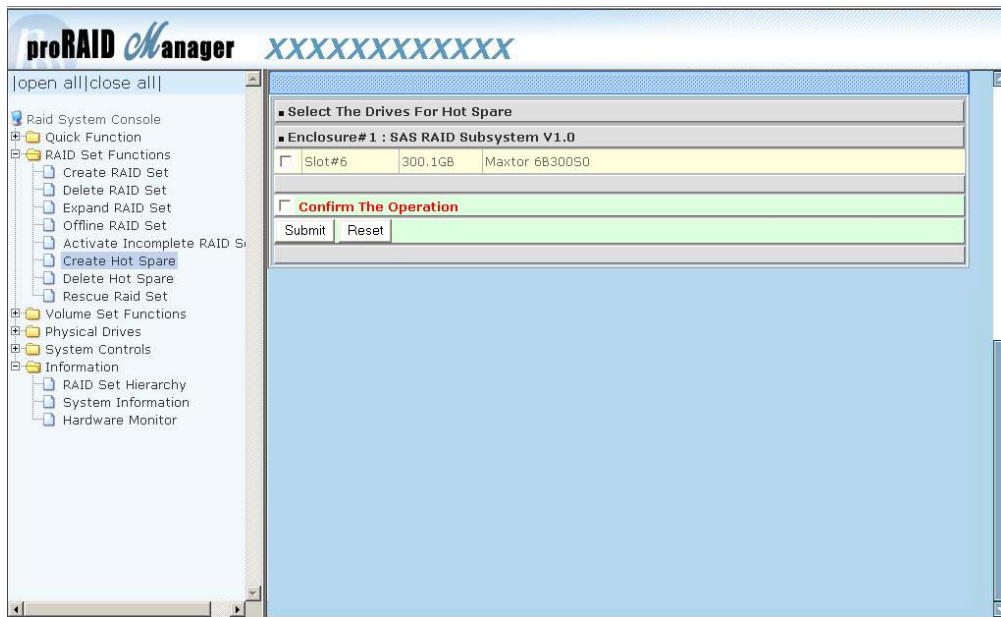 proRAID Manager XXXXXXXXXXXX
|open all|close all|
Raid System Console
Quick Function
RAID Set Functions
Create RAID Set
Delete RAID Set
Expand RAID Set
Offline RAID Set
Activate Incomplete RAID S
Create Hot Spare
Delete Hot Spare
Rescue Raid Set
Volume Set Functions
Physical Drives
System Controls
Information
RAID Set Hierarchy
System Information
Hardware Monitor
Select The Drives For Hot Spare
Enclosure#1 : SAS RAID Subsystem V1.0
Slot#6 300.1GB Maxtor 6B300S0
Confirm The Operation
Submit Reset